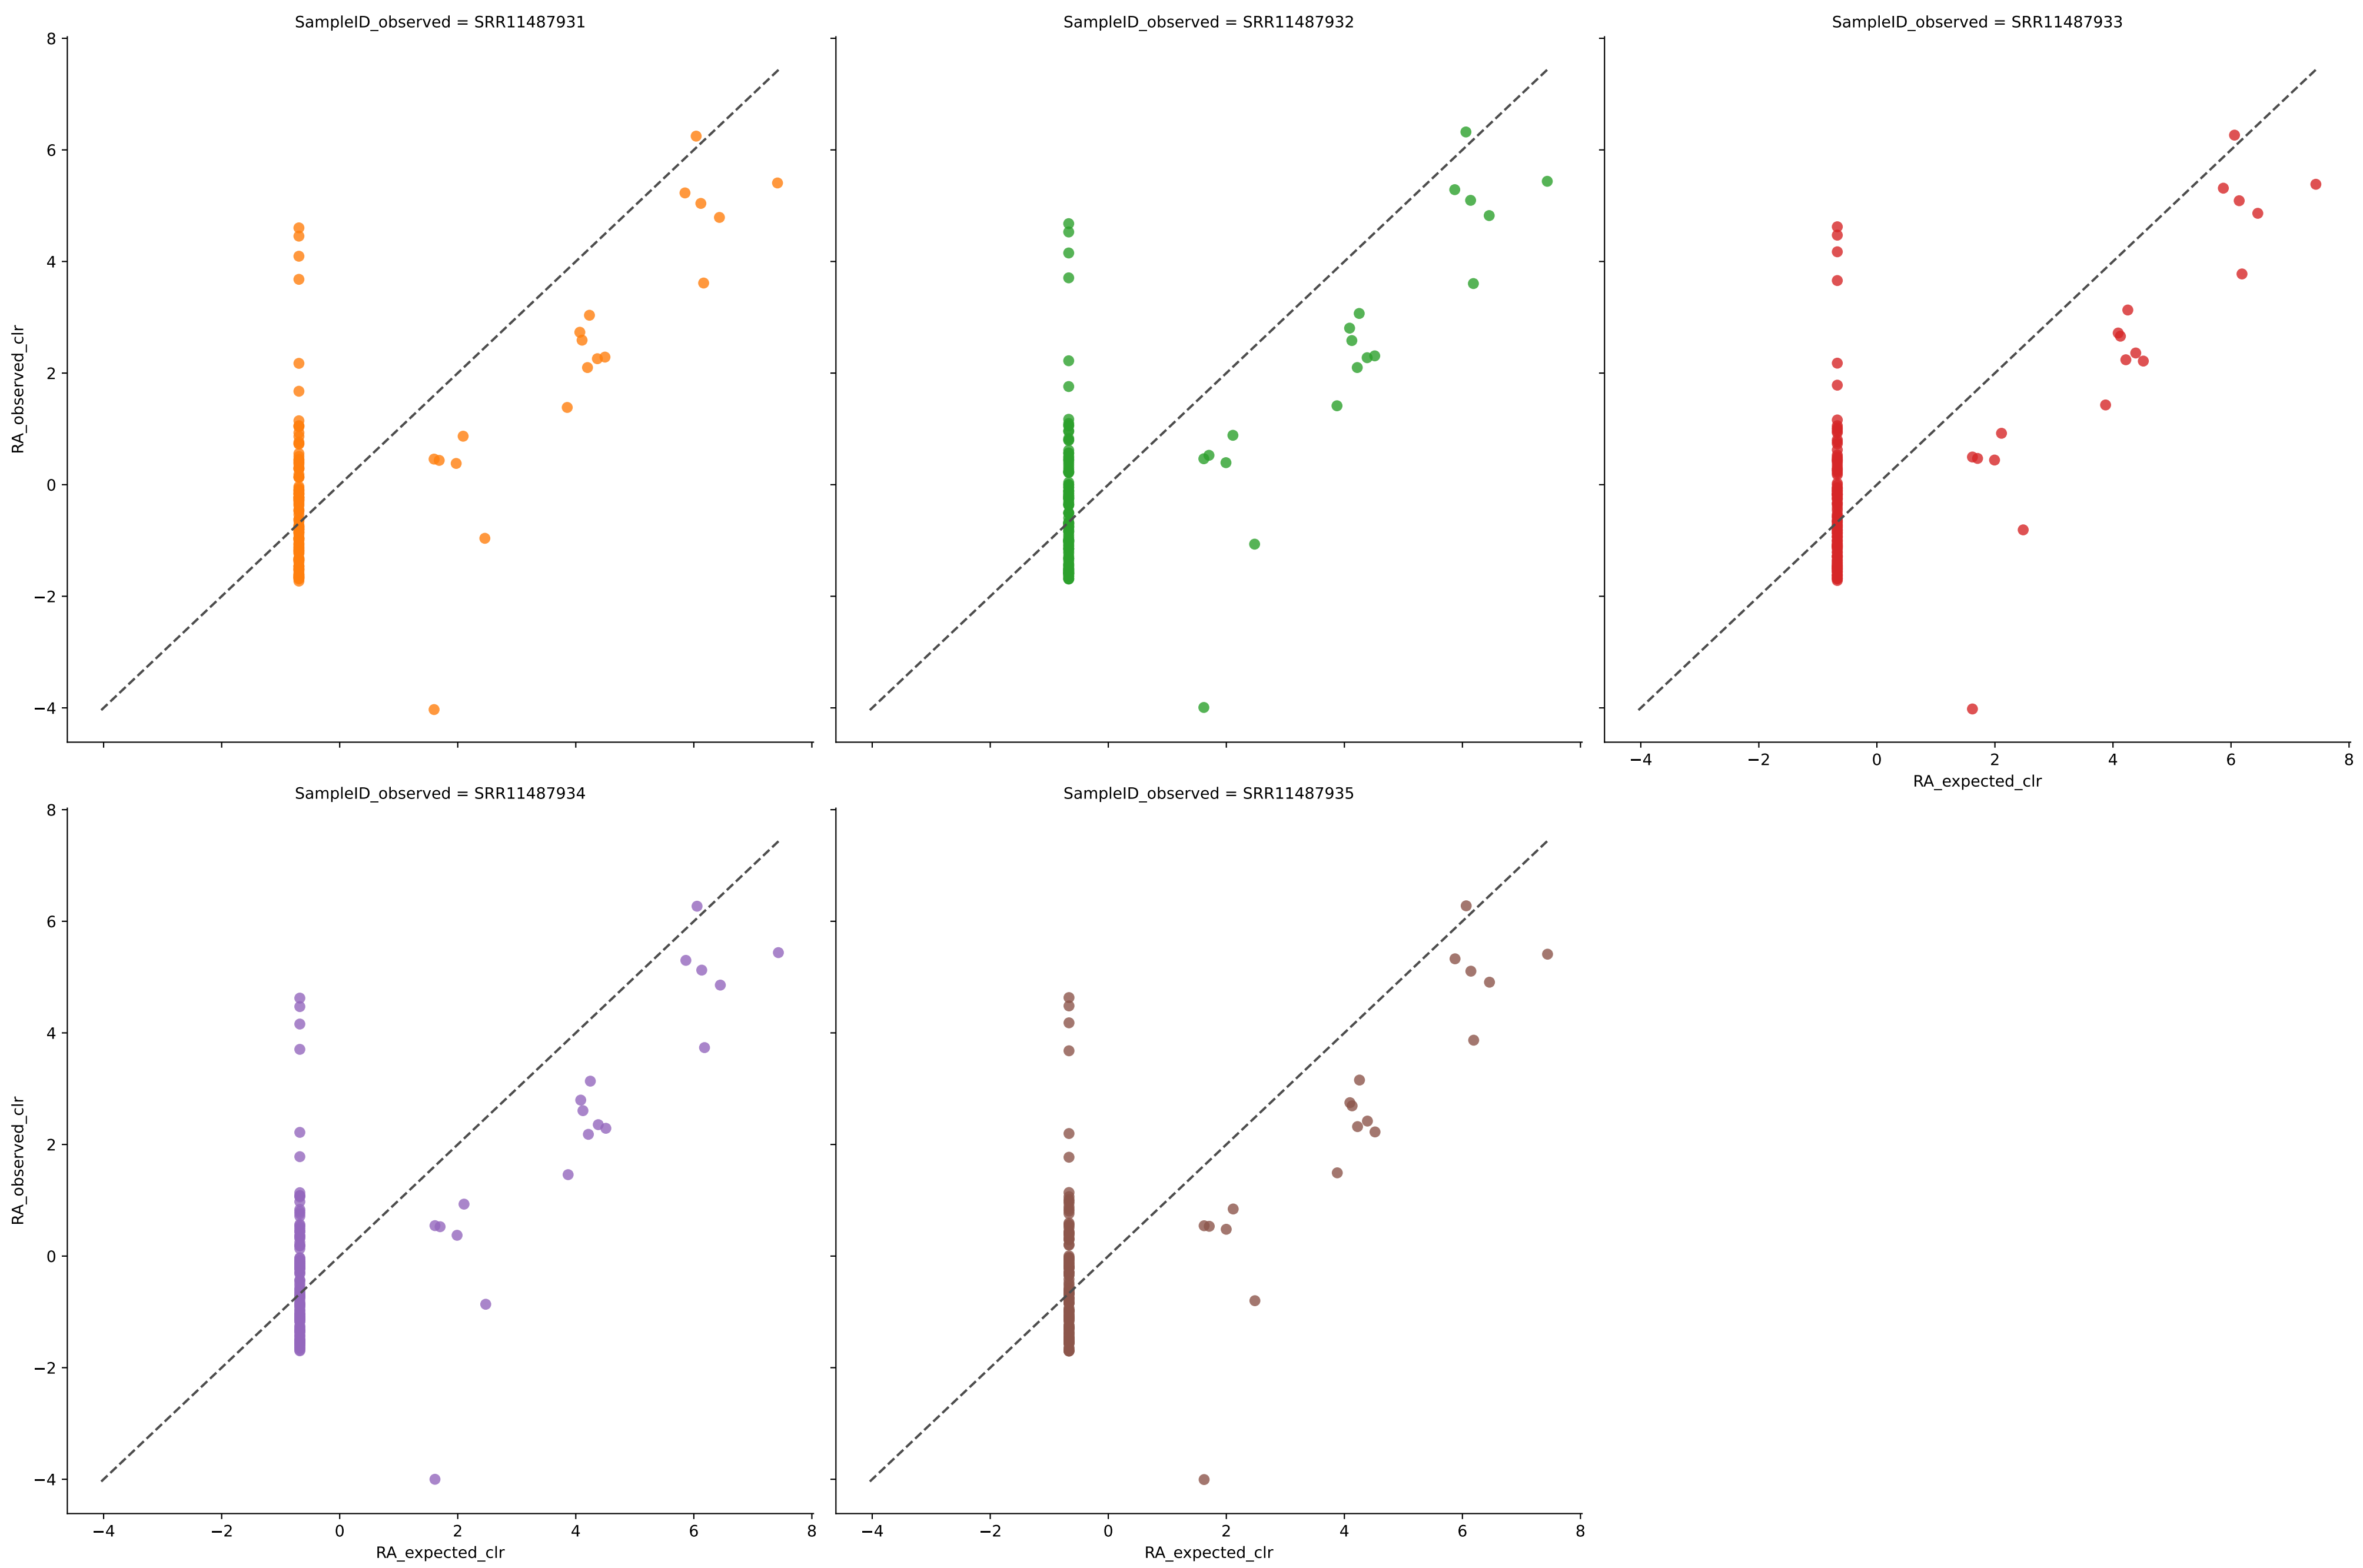 SampleID_observed = SRR11487931
SampleID_observed = SRR11487932
SampleID_observed = SRR11487933
8
6
4
2
0
−2
−4
RA_observed_clr
−4 −2 0 2 4 6 8
RA_expected_clr
SampleID_observed = SRR11487934
SampleID_observed = SRR11487935
8
6
4
2
0
−2
−4
RA_observed_clr
−4 −2 0 2 4 6 8
−4 −2 0 2 4 6 8
RA_expected_clr
RA_expected_clr